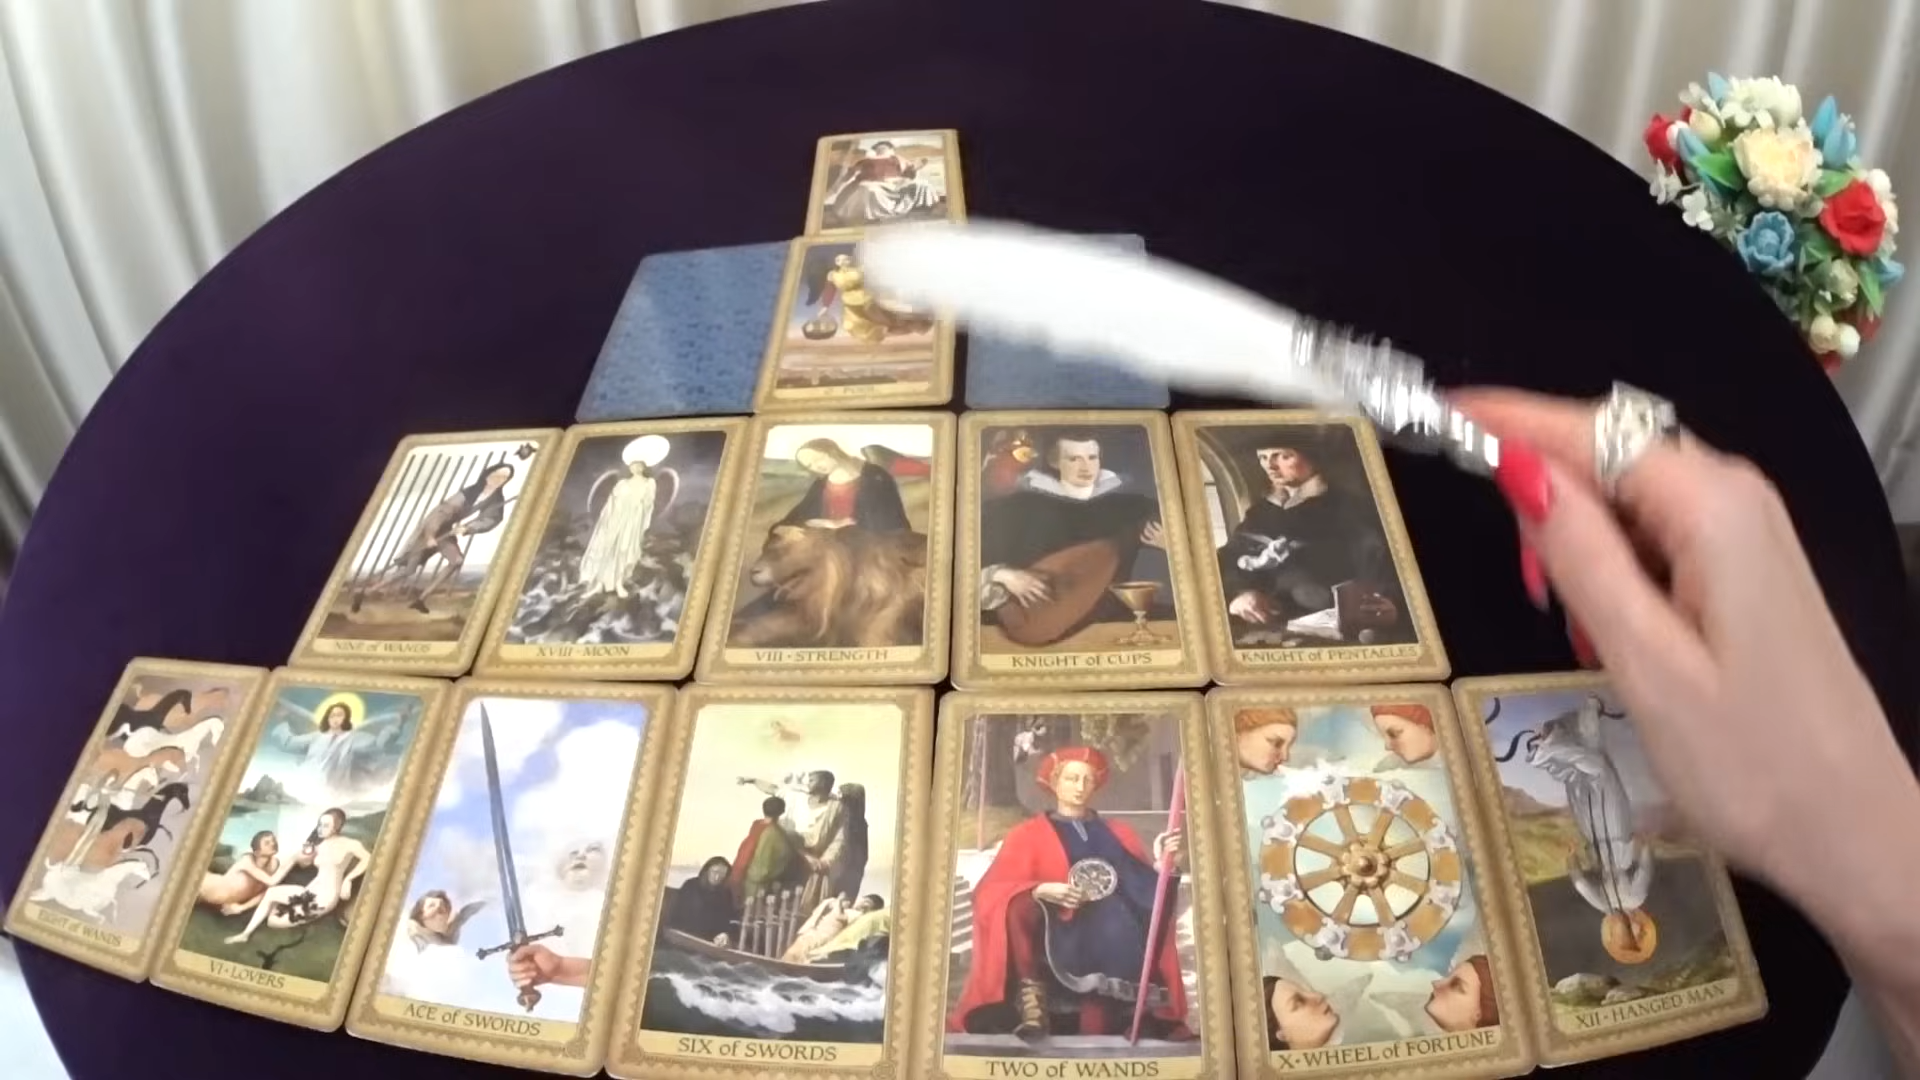 FOOL
NINE of WANDS
XVIII • MOON
VIII • STRENGTH
KNIGHT of CUPS
KNIGHT of PENTACLES
EIGHT of WANDS
VI • LOVERS
ACE of SWORDS
SIX of SWORDS
TWO of WANDS
X • WHEEL of FORTUNE
XII • HANGED MAN